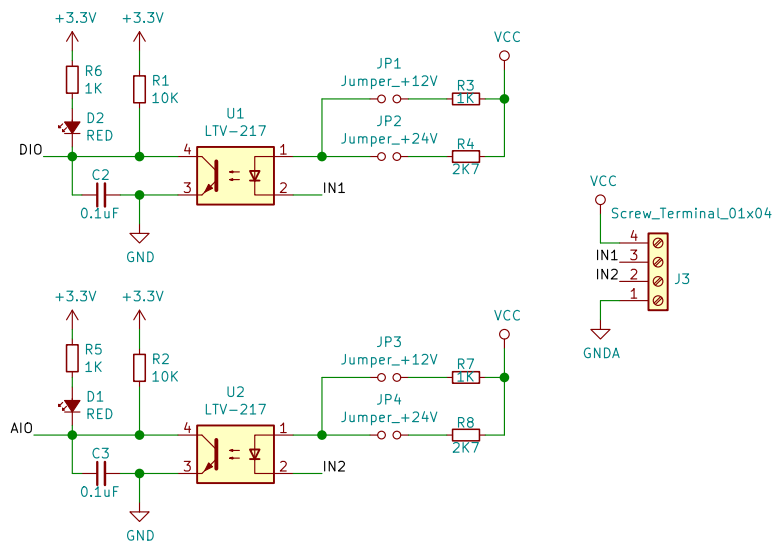 +3.3V
+3.3V
R6
1K
R1
10K
D2
RED
DIO
C2
0.1uF
GND
U1
LTV-217
4
3
1
2
IN1
JP1
Jumper_+12V
JP2
Jumper_+24V
R3
1K
R4
2K7
VCC
VCC
Screw_Terminal_01x04
4
IN1
3
IN2
2
1
J3
GNDA
+3.3V
+3.3V
R5
1K
R2
10K
D1
RED
AIO
C3
0.1uF
GND
U2
LTV-217
4
3
1
2
IN2
JP3
Jumper_+12V
JP4
Jumper_+24V
R7
1K
R8
2K7
VCC